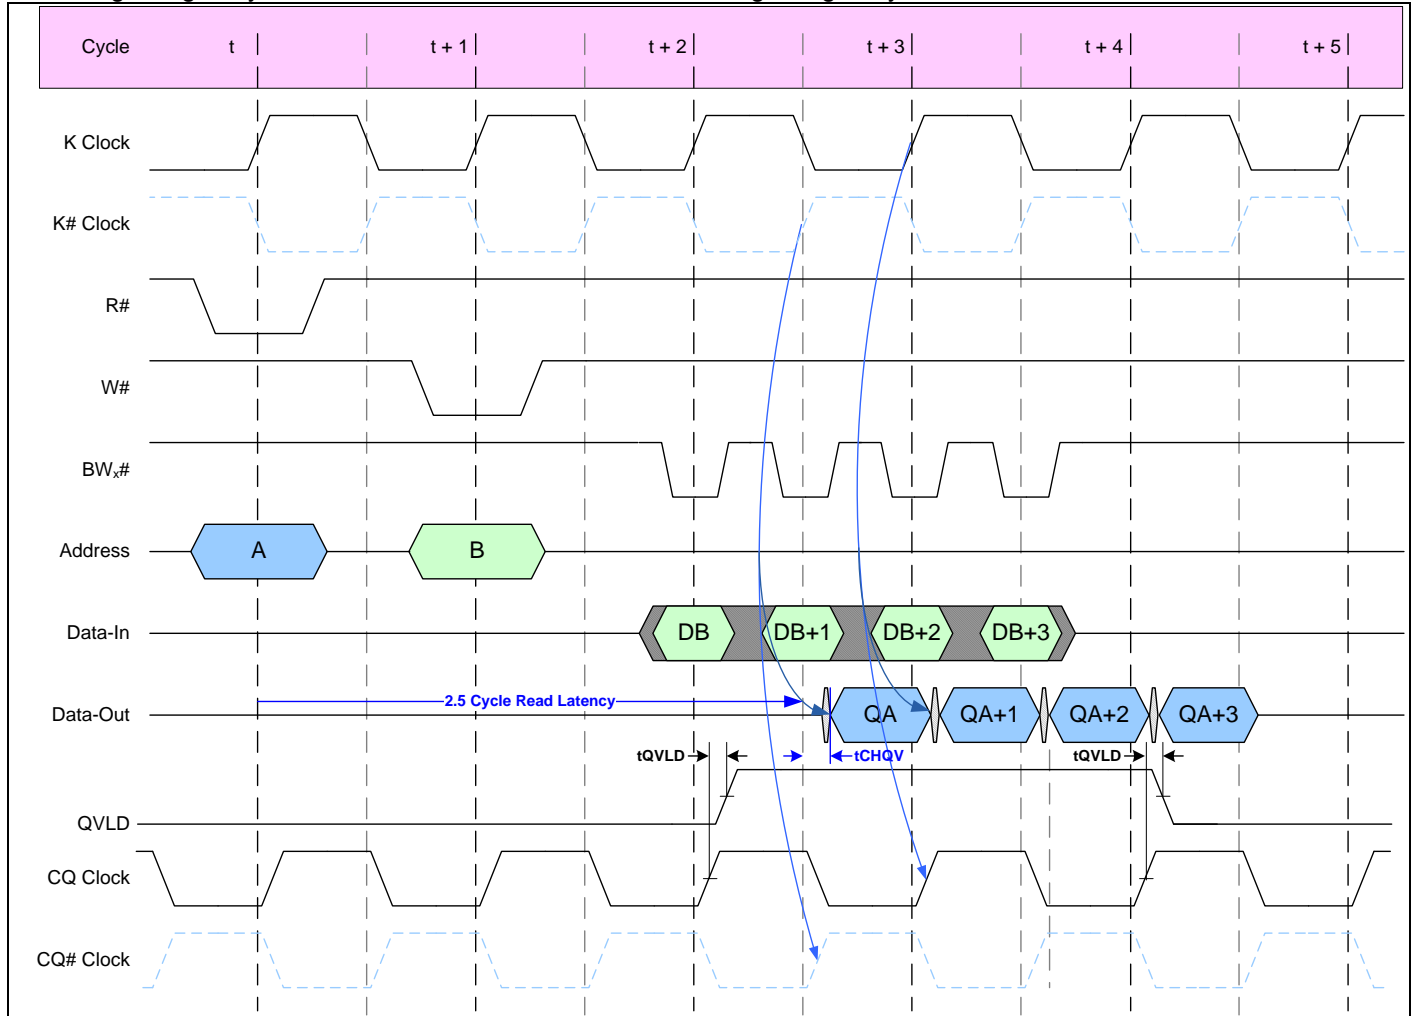 Cycle t t + 1 t + 2 t + 3 t + 4 t + 5
K Clock
K# Clock
R#
W#
BWx#
Address A B
Data-In DB DB+1 DB+2 DB+3
2.5 Cycle Read Latency
Data-Out QA QA+1 QA+2 QA+3
tQVLD tCHQV tQVLD
QVLD
CQ Clock
CQ# Clock